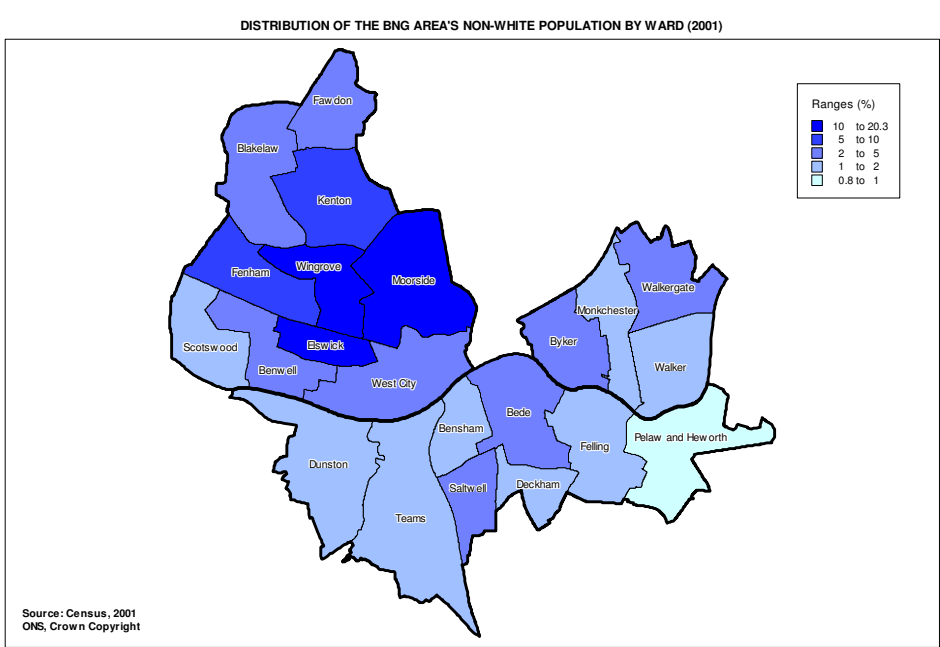 DISTRIBUTION OF THE BNG AREA'S NON-WHITE POPULATION BY WARD (2001)
Fawdon
Ranges (%)
10 to 20.3
5 to 10
2 to 5
1 to 2
0.8 to 1
Blakelaw
Kenton
Wingrove
Fenham
Moorside
Walkergate
Monkchester
Byker
Scotswood
Elswick
Benwell
West City
Walker
Bede
Bensham
Pelaw and Heworth
Felling
Dunston
Saltwell
Deckham
Teams
Source: Census, 2001
ONS, Crown Copyright